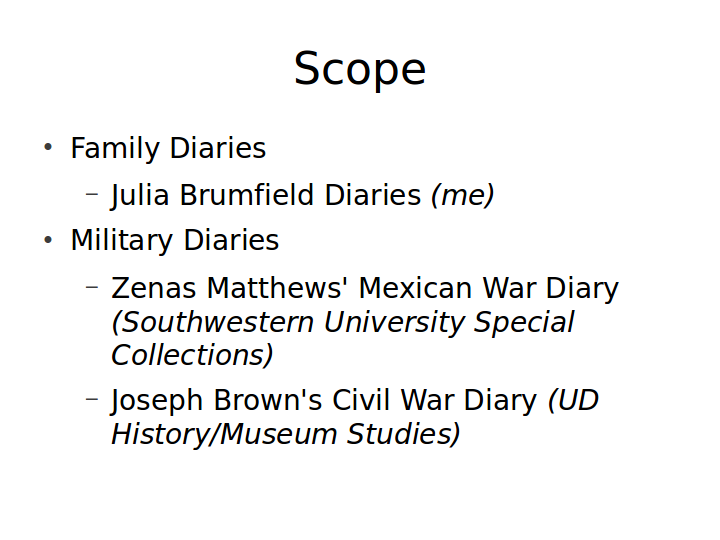 Scope
• Family Diaries
– Julia Brumfield Diaries (me)
• Military Diaries
– Zenas Matthews' Mexican War Diary
(Southwestern University Special
Collections)
– Joseph Brown's Civil War Diary (UD
History/Museum Studies)